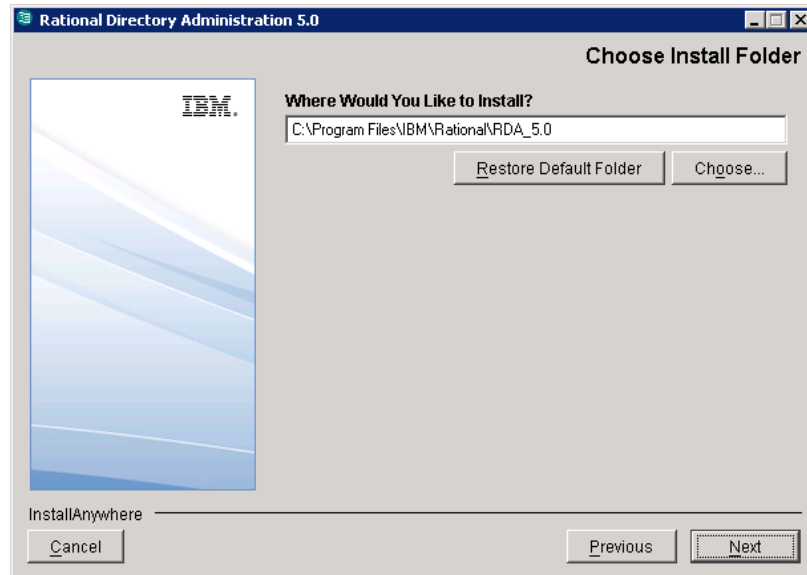 Rational Directory Administration 5.0
Choose Install Folder
IBM.
Where Would You Like to Install?
C:\Program Files\IBM\Rational\RDA_5.0
Restore Default Folder
Choose...
InstallAnywhere
Cancel
Previous
Next